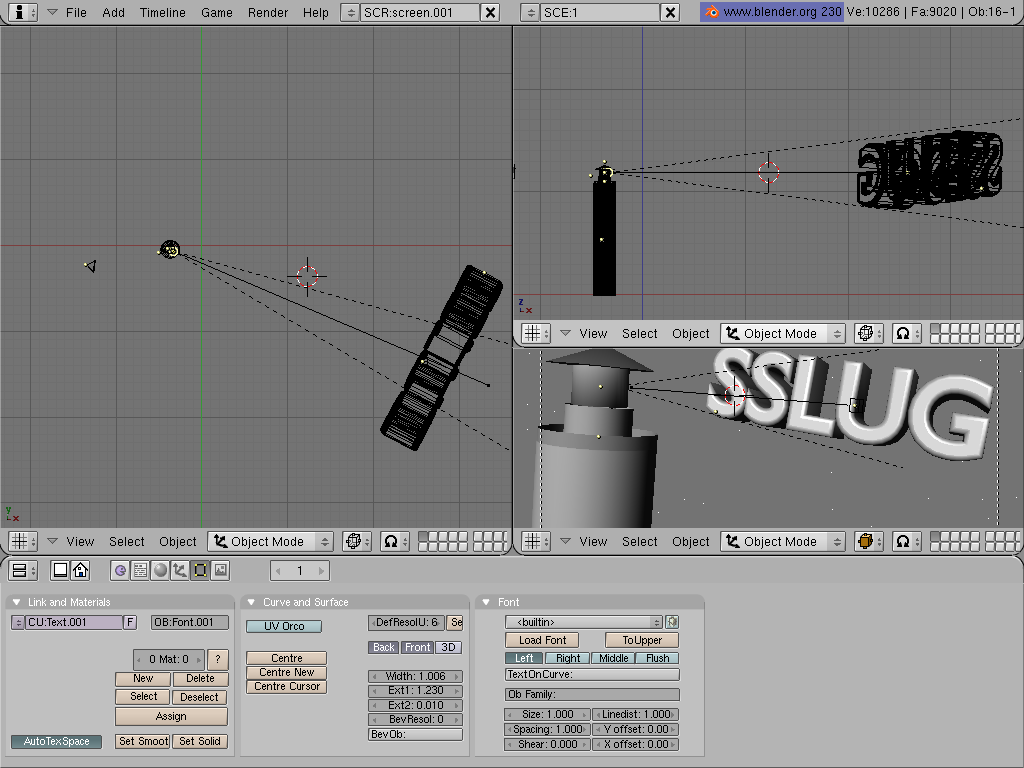 File Add Timeline Game Render Help SCR:screen.001 SCE:1 www.blender.org 230 Ve:10286 | Fa:9020 | Ob:16-1
z
x
View Select Object Object Mode
SSLUG
y
x
View Select Object Object Mode
View Select Object Object Mode
1
Link and Materials
CU:Text.001 F OB:Font.001
0 Mat: 0 ?
New Delete
Select Deselect
Assign
AutoTexSpace Set Smoot Set Solid
Curve and Surface
UV Orco DefResolU: 6 Se
Back Front 3D
Centre
Centre New
Centre Cursor
Width: 1.006
Ext1: 1.230
Ext2: 0.010
BevResol: 0
BevOb:
Font
<builtin>
Load Font ToUpper
Left Right Middle Flush
TextOnCurve:
Ob Family:
Size: 1.000 Linedist: 1.000
Spacing: 1.000 Y offset: 0.00
Shear: 0.000 X offset: 0.00